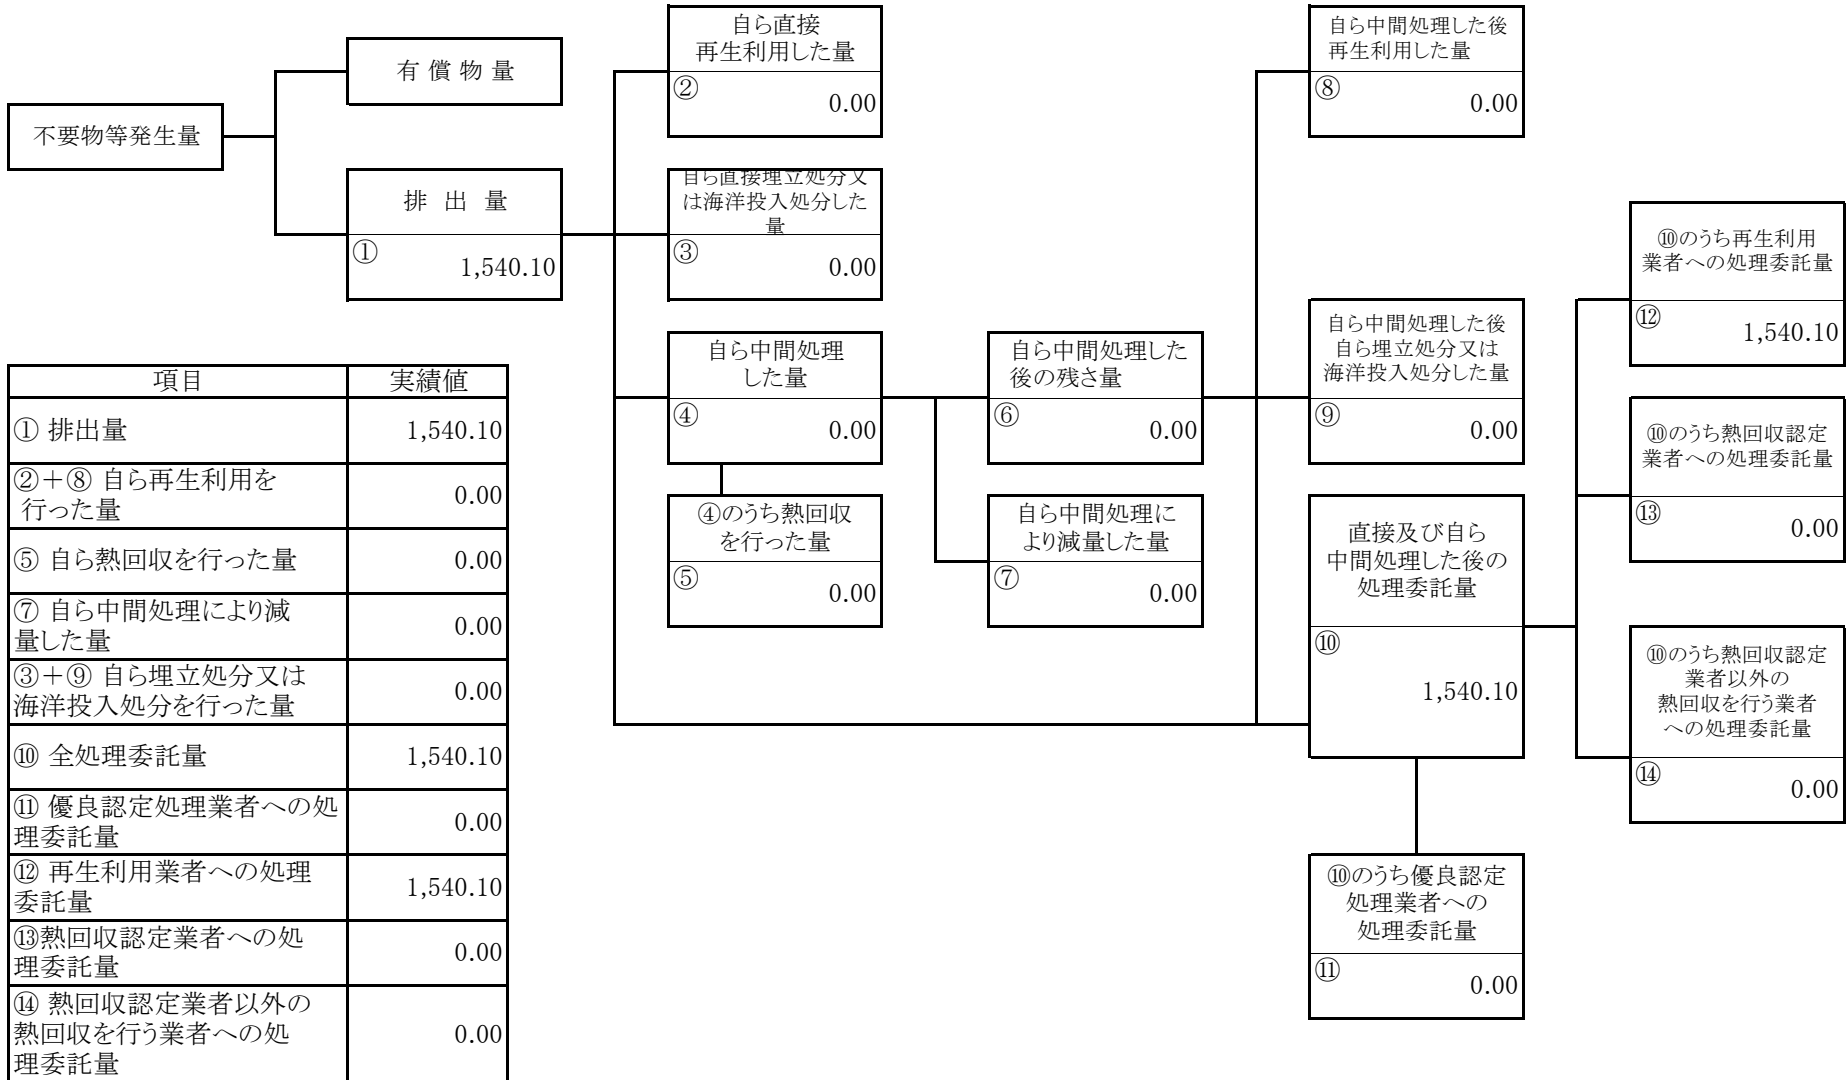 不要物等発生量
有 償 物 量
排 出 量
①
1,540.10
自ら直接
再生利用した量
②
0.00
自ら直接埋立処分又
は海洋投入処分した
量
③
0.00
自ら中間処理
した量
④
0.00
④のうち熱回収
を行った量
⑤
0.00
自ら中間処理した
後の残さ量
⑥
0.00
自ら中間処理に
より減量した量
⑦
0.00
自ら中間処理した後
再生利用した量
⑧
0.00
自ら中間処理した後
自ら埋立処分又は
海洋投入処分した量
⑨
0.00
直接及び自ら
中間処理した後の
処理委託量
⑩
1,540.10
⑩のうち優良認定
処理業者への
処理委託量
⑪
0.00
⑩のうち再生利用
業者への処理委託量
⑫
1,540.10
⑩のうち熱回収認定
業者への処理委託量
⑬
0.00
⑩のうち熱回収認定
業者以外の
熱回収を行う業者
への処理委託量
⑭
0.00
項目 実績値
① 排出量 1,540.10
②＋⑧ 自ら再生利用を
行った量 0.00
⑤ 自ら熱回収を行った量 0.00
⑦ 自ら中間処理により減
量した量 0.00
③＋⑨ 自ら埋立処分又は
海洋投入処分を行った量 0.00
⑩ 全処理委託量 1,540.10
⑪ 優良認定処理業者への処
理委託量 0.00
⑫ 再生利用業者への処理
委託量 1,540.10
⑬熱回収認定業者への処
理委託量 0.00
⑭ 熱回収認定業者以外の
熱回収を行う業者への処
理委託量 0.00